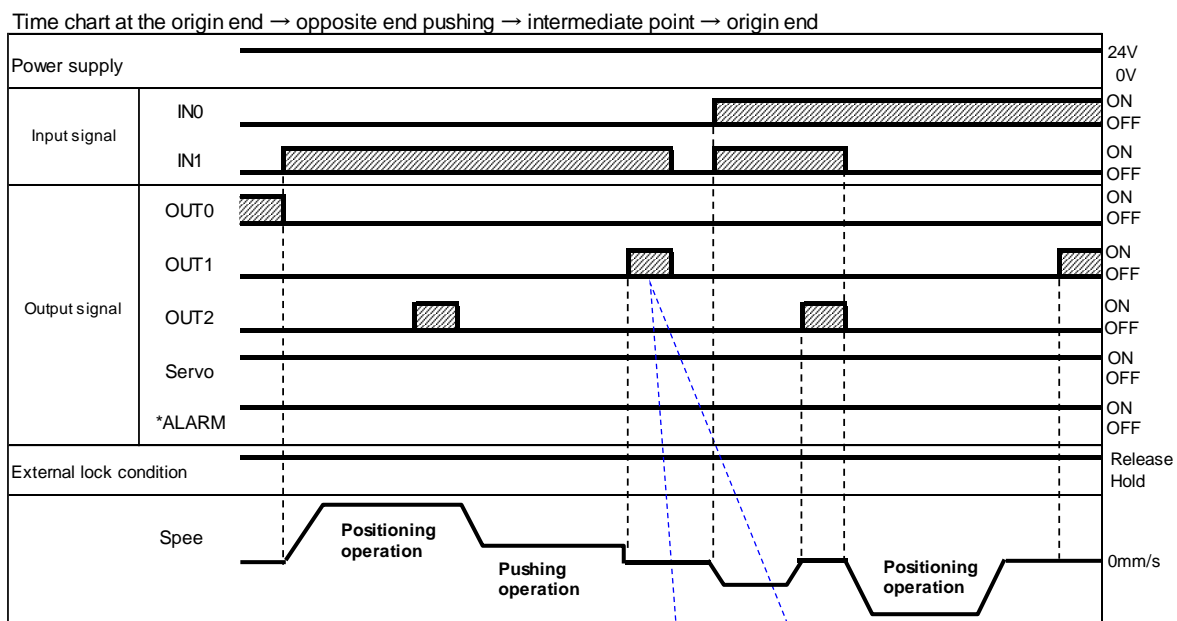 Time chart at the origin end → opposite end pushing → intermediate point → origin end
Power supply
24V
0V
Input signal
IN0
ON
OFF
IN1
ON
OFF
Output signal
OUT0
ON
OFF
OUT1
ON
OFF
OUT2
ON
OFF
Servo
ON
OFF
*ALARM
ON
OFF
External lock condition
Release
Hold
Spee
Positioning
operation
Pushing
operation
Positioning
operation
0mm/s